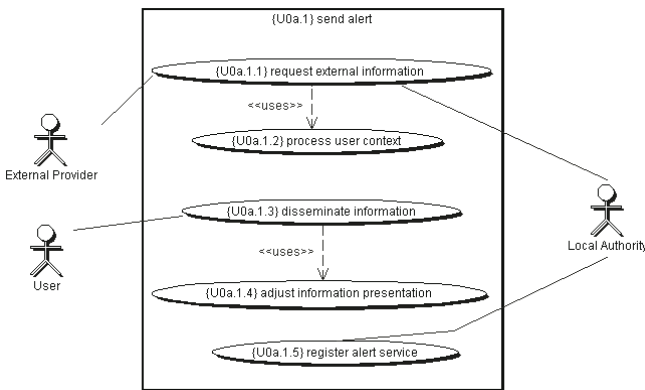 {U0a.1} send alert
{U0a.1.1} request external information
<<uses>>
{U0a.1.2} process user context
External Provider
{U0a.1.3} disseminate information
Local Authority
<<uses>>
User
{U0a.1.4} adjust information presentation
{U0a.1.5} register alert service